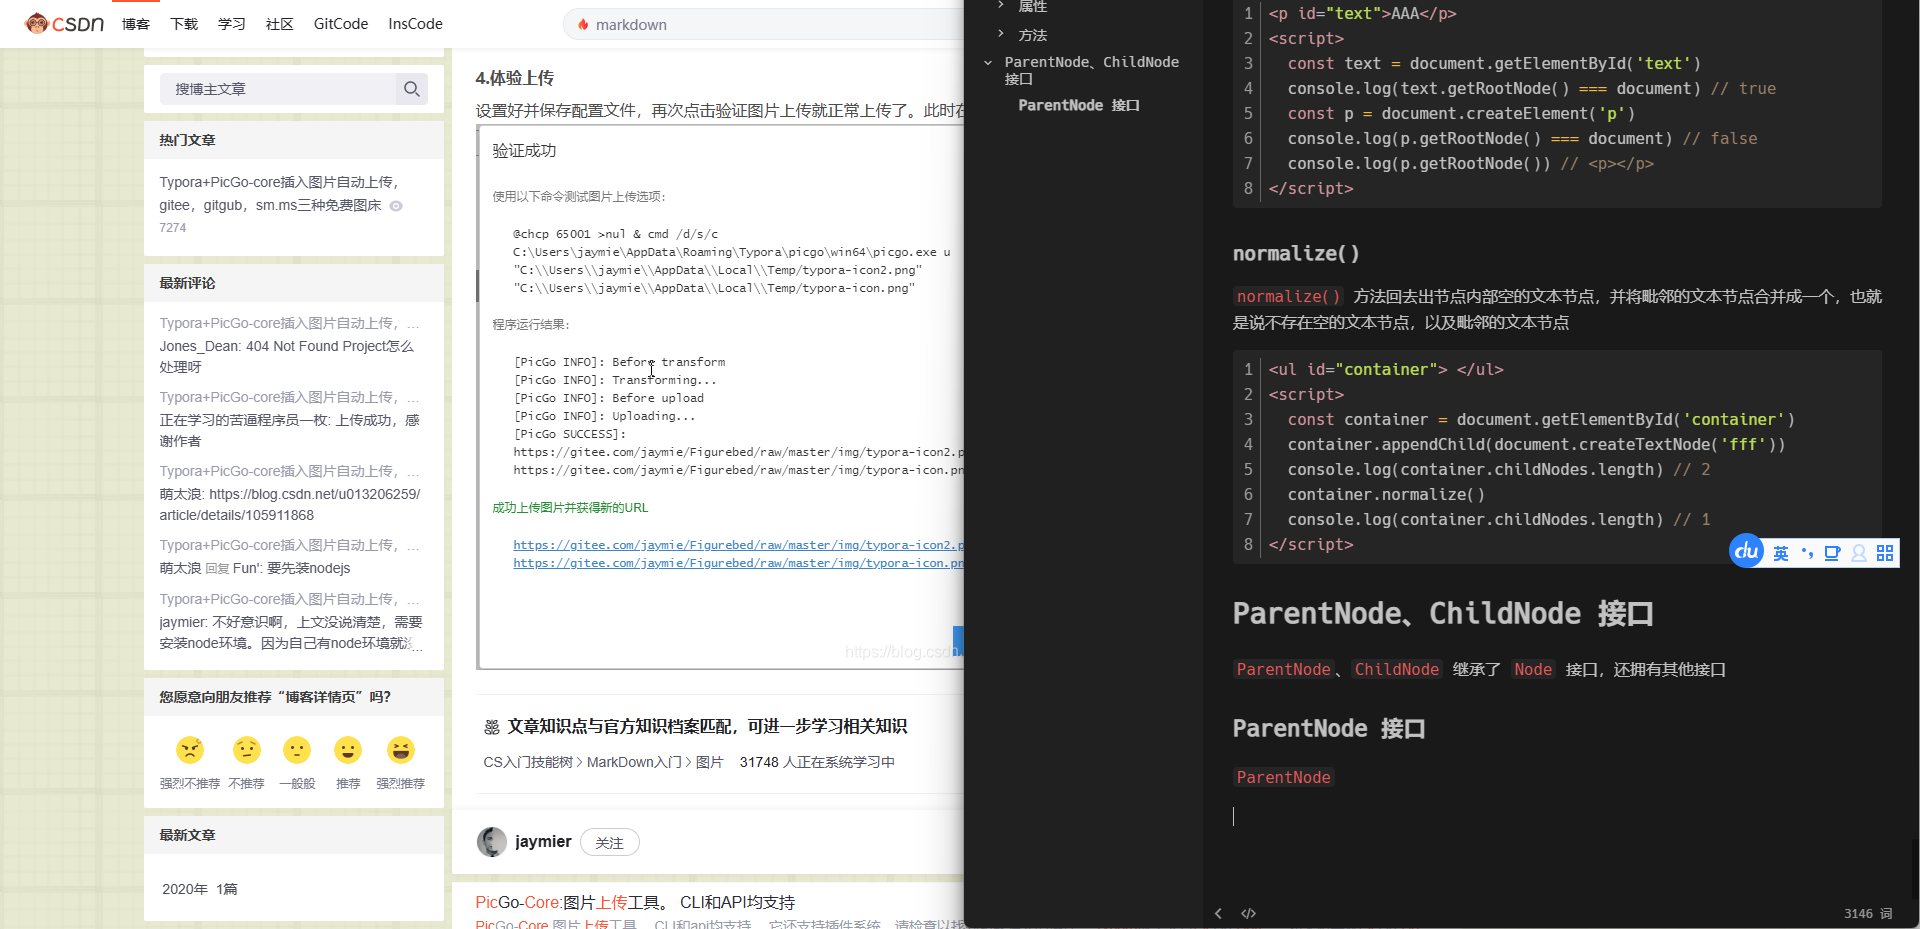 CSDN 博客 下载 学习 社区 GitCode InsCode markdown
搜博主文章
热门文章
Typora+PicGo-core插入图片自动上传，
gitee，gitgub，sm.ms三种免费图床
7274
最新评论
Typora+PicGo-core插入图片自动上传，...
Jones_Dean: 404 Not Found Project怎么
处理呀
Typora+PicGo-core插入图片自动上传，...
正在学习的苦逼程序员一枚: 上传成功，感
谢作者
Typora+PicGo-core插入图片自动上传，...
萌太浪: https://blog.csdn.net/u013206259/
article/details/105911868
Typora+PicGo-core插入图片自动上传，...
萌太浪 回复 Fun': 要先装nodejs
Typora+PicGo-core插入图片自动上传，...
jaymier: 不好意识啊，上文没说清楚，需要
安装node环境。因为自己有node环境就...
您愿意向朋友推荐“博客详情页”吗？
强烈不推荐 不推荐 一般般 推荐 强烈推荐
最新文章
2020年 1篇
4.体验上传
设置好并保存配置文件，再次点击验证图片上传就正常上传了。此时在
验证成功
使用以下命令测试图片上传选项:
@chcp 65001 >nul & cmd /d/s/c
C:\Users\jaymie\AppData\Roaming\Typora\picgo\win64\picgo.exe u
"C:\\Users\\jaymie\\AppData\\Local\\Temp/typora-icon2.png"
"C:\\Users\\jaymie\\AppData\\Local\\Temp/typora-icon.png"
程序运行结果:
[PicGo INFO]: Before transform
[PicGo INFO]: Transforming...
[PicGo INFO]: Before upload
[PicGo INFO]: Uploading...
[PicGo SUCCESS]:
https://gitee.com/jaymie/Figurebed/raw/master/img/typora-icon2.p
https://gitee.com/jaymie/Figurebed/raw/master/img/typora-icon.pn
成功上传图片并获得新的URL
https://gitee.com/jaymie/Figurebed/raw/master/img/typora-icon2.p
https://gitee.com/jaymie/Figurebed/raw/master/img/typora-icon.pn
https://blog.csdn.
文章知识点与官方知识档案匹配，可进一步学习相关知识
CS入门技能树 > MarkDown入门 > 图片 31748 人正在系统学习中
jaymier 关注
PicGo-Core:图片上传工具。 CLI和API均支持
PicGo-Core 图片上传工具。 CLI和api均支持。 它还支持插件系统，请检查以
属性
方法
ParentNode、ChildNode
接口
ParentNode 接口
1 <p id="text">AAA</p>
2 <script>
3 const text = document.getElementById('text')
4 console.log(text.getRootNode() === document) // true
5 const p = document.createElement('p')
6 console.log(p.getRootNode() === document) // false
7 console.log(p.getRootNode()) // <p></p>
8 </script>
normalize()
normalize() 方法回去出节点内部空的文本节点，并将毗邻的文本节点合并成一个，也就
是说不存在空的文本节点，以及毗邻的文本节点
1 <ul id="container"> </ul>
2 <script>
3 const container = document.getElementById('container')
4 container.appendChild(document.createTextNode('fff'))
5 console.log(container.childNodes.length) // 2
6 container.normalize()
7 console.log(container.childNodes.length) // 1
8 </script>
du 英
ParentNode、ChildNode 接口
ParentNode、ChildNode 继承了 Node 接口，还拥有其他接口
ParentNode 接口
ParentNode
3146 词